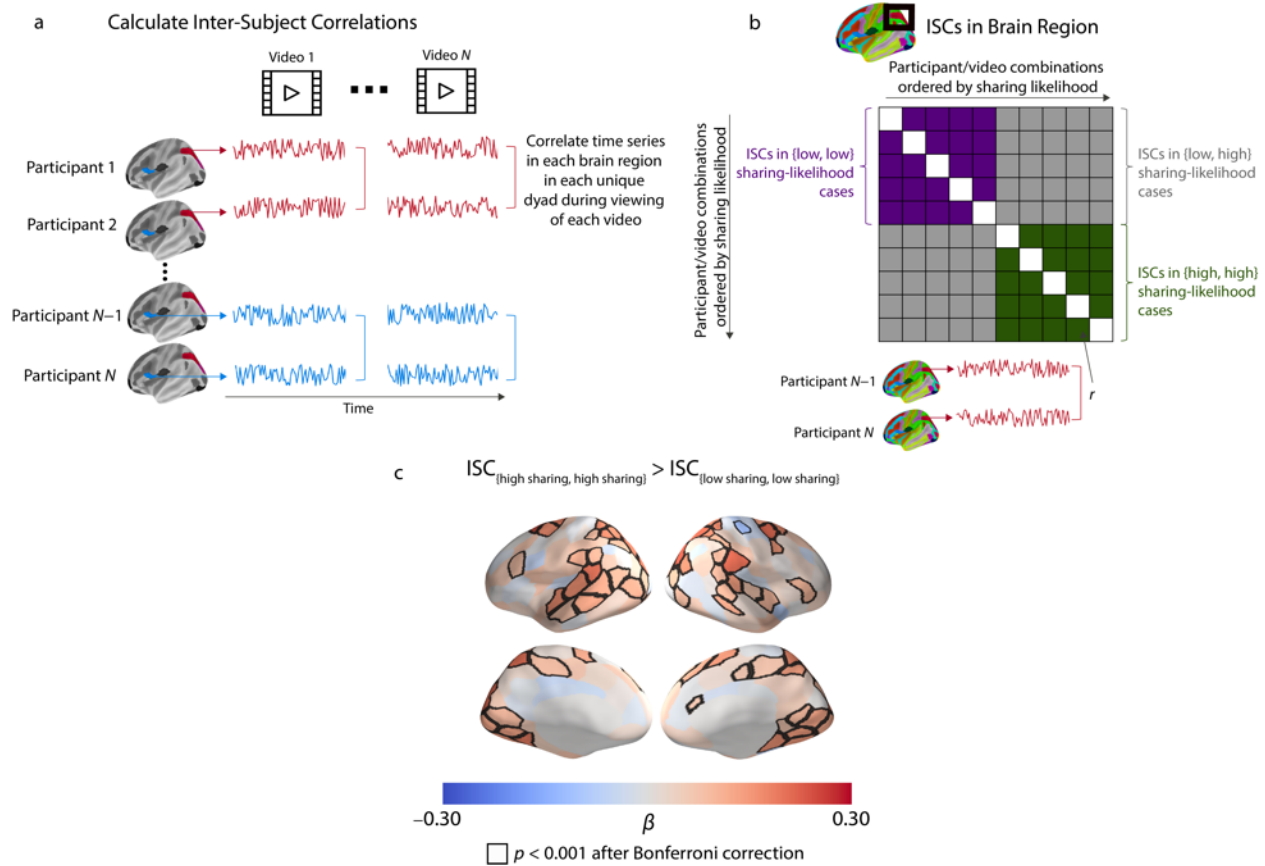 a
Calculate Inter-Subject Correlations
Video 1
Video N
Participant 1
Participant 2
Participant N−1
Participant N
Correlate time series
in each brain region
in each unique
dyad during viewing
of each video
Time
b
ISCs in Brain Region
Participant/video combinations
ordered by sharing likelihood
Participant/video combinations
ordered by sharing likelihood
ISCs in {low, low}
sharing-likelihood
cases
ISCs in {low, high}
sharing-likelihood
cases
ISCs in {high, high}
sharing-likelihood
cases
Participant N−1
Participant N
r
c
ISC{high sharing, high sharing} > ISC{low sharing, low sharing}
−0.30
β
0.30
p < 0.001 after Bonferroni correction